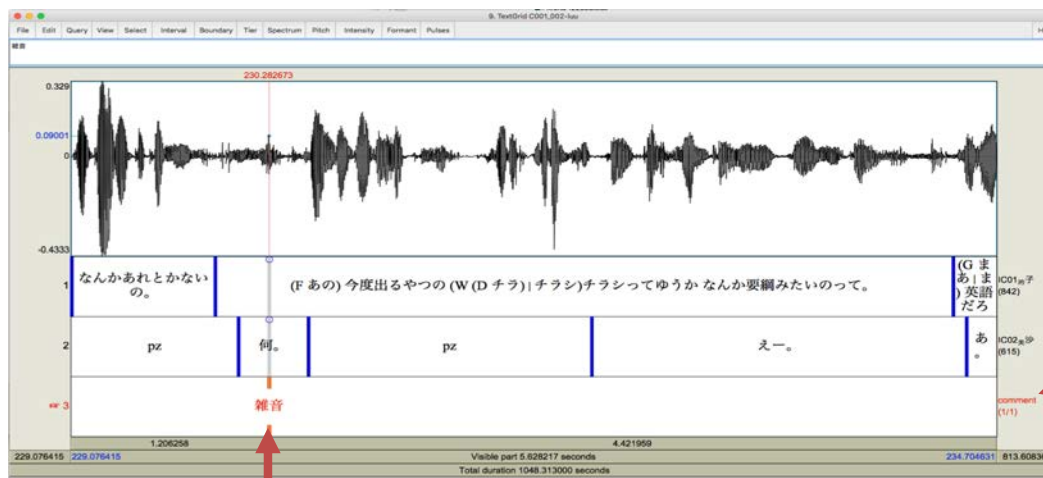 9. TextGrid C001_002-luu
File Edit Query View Select Interval Boundary Tier Spectrum Pitch Intensity Formant Pulses H
雑音
230.282673
0.329
0.09001
0
-0.4333
1
なんかあれとかない
の。
(F あの) 今度出るやつの (W (D チラ) | チラシ)チラシってゆうか なんか要綱みたいのって。
(G ま
あ | ま
) 英語
だろ
(842)
2
pz
何。
pz
えー。
あ
。
(615)
3
雑音
comment
(1/1)
1.206258
4.421959
229.076415
229.076415
Visible part 5.628217 seconds
234.704631
813.60836
Total duration 1048.313000 seconds